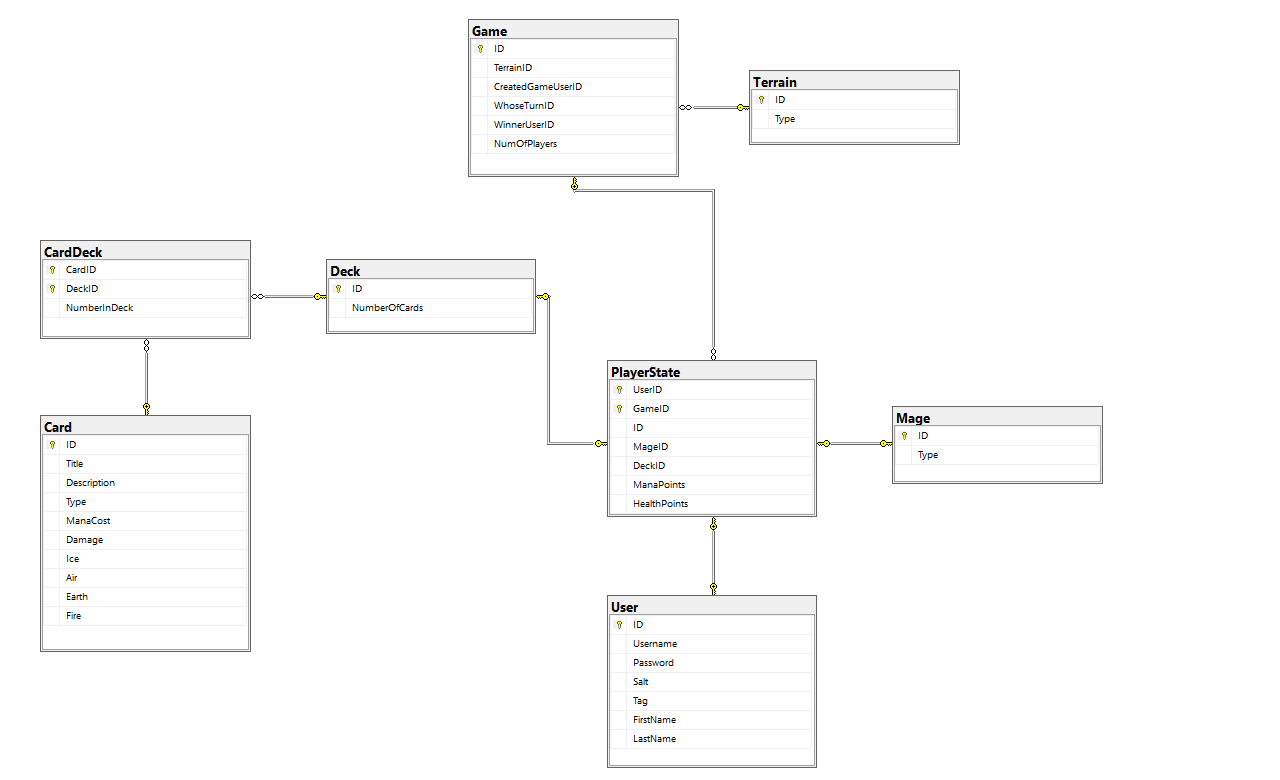 Game
ID
TerrainID
CreatedGameUserID
WhoseTurnID
WinnerUserID
NumOfPlayers
Terrain
ID
Type
CardDeck
CardID
DeckID
NumberInDeck
Deck
ID
NumberOfCards
PlayerState
UserID
GameID
ID
MageID
DeckID
ManaPoints
HealthPoints
Mage
ID
Type
Card
ID
Title
Description
Type
ManaCost
Damage
Ice
Air
Earth
Fire
User
ID
Username
Password
Salt
Tag
FirstName
LastName